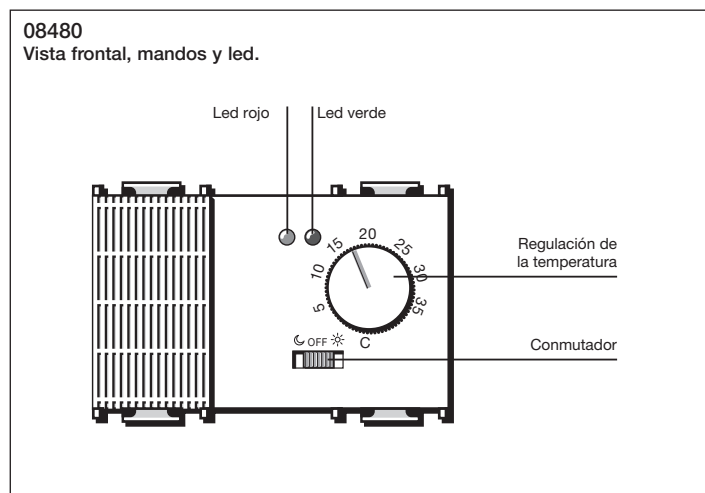 08480
Vista frontal, mandos y led.
Led rojo
Led verde
5
10
15
20
25
30
35
C
Regulación de
la temperatura
OFF
Conmutador